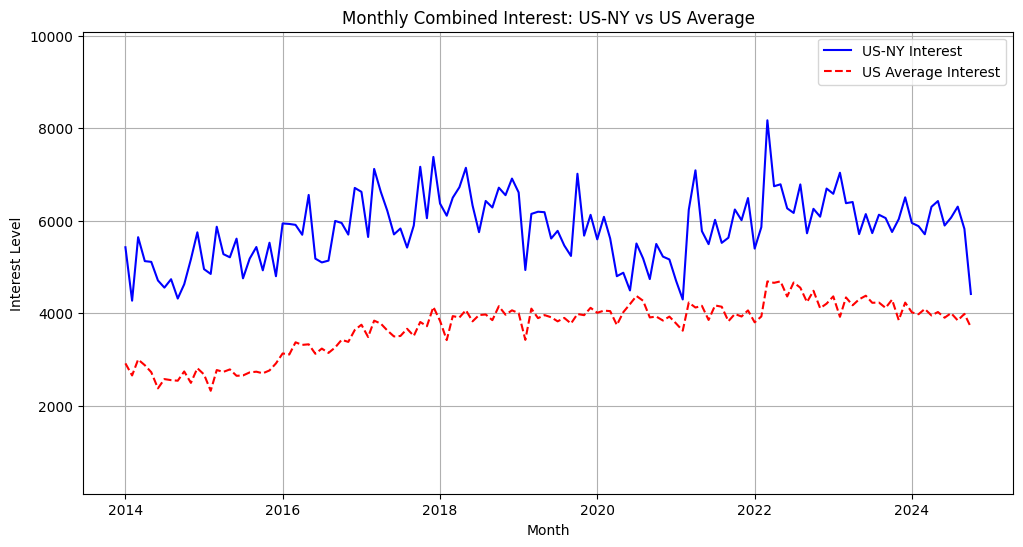 Monthly Combined Interest: US-NY vs US Average
10000
8000
6000
4000
2000
Interest Level
US-NY Interest
US Average Interest
2014 2016 2018 2020 2022 2024
Month